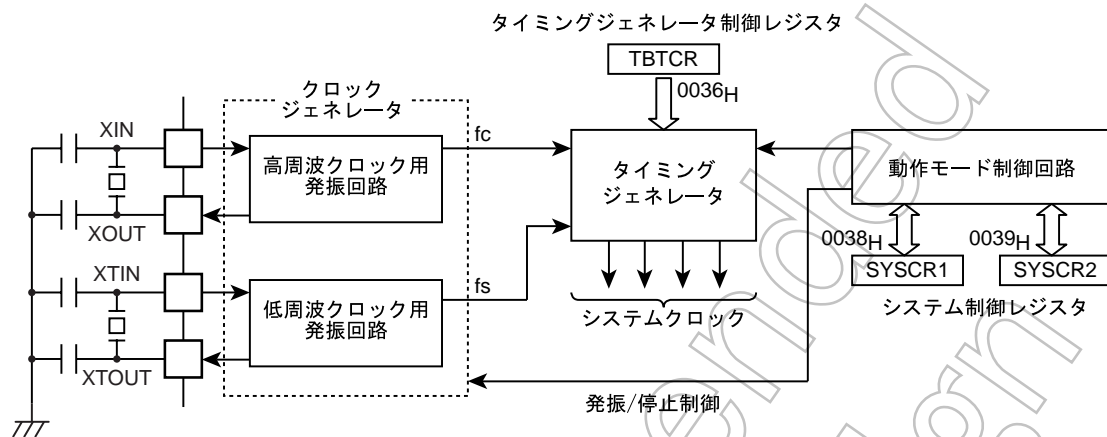 タイミングジェネレータ制御レジスタ
TBTCR
0036H
クロック
ジェネレータ
XIN
高周波クロック用
発振回路
fc
タイミング
ジェネレータ
動作モード制御回路
XOUT
0038H
0039H
SYSCR1
SYSCR2
システム制御レジスタ
XTIN
低周波クロック用
発振回路
fs
システムクロック
XTOUT
発振/停止制御
ended
ign